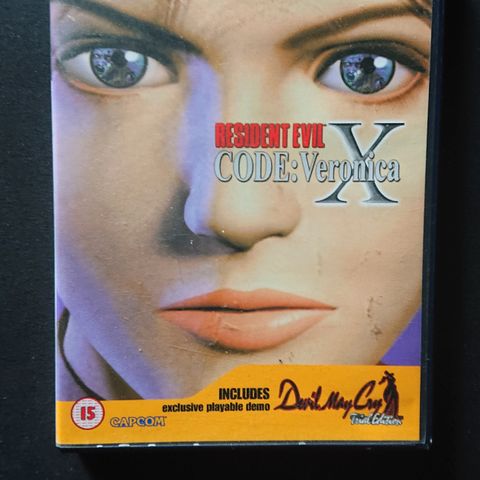 RESIDENT EVIL
CODE: Veronica X
INCLUDES
exclusive playable demo
Devil May Cry
Trial Edition
15
CAPCOM